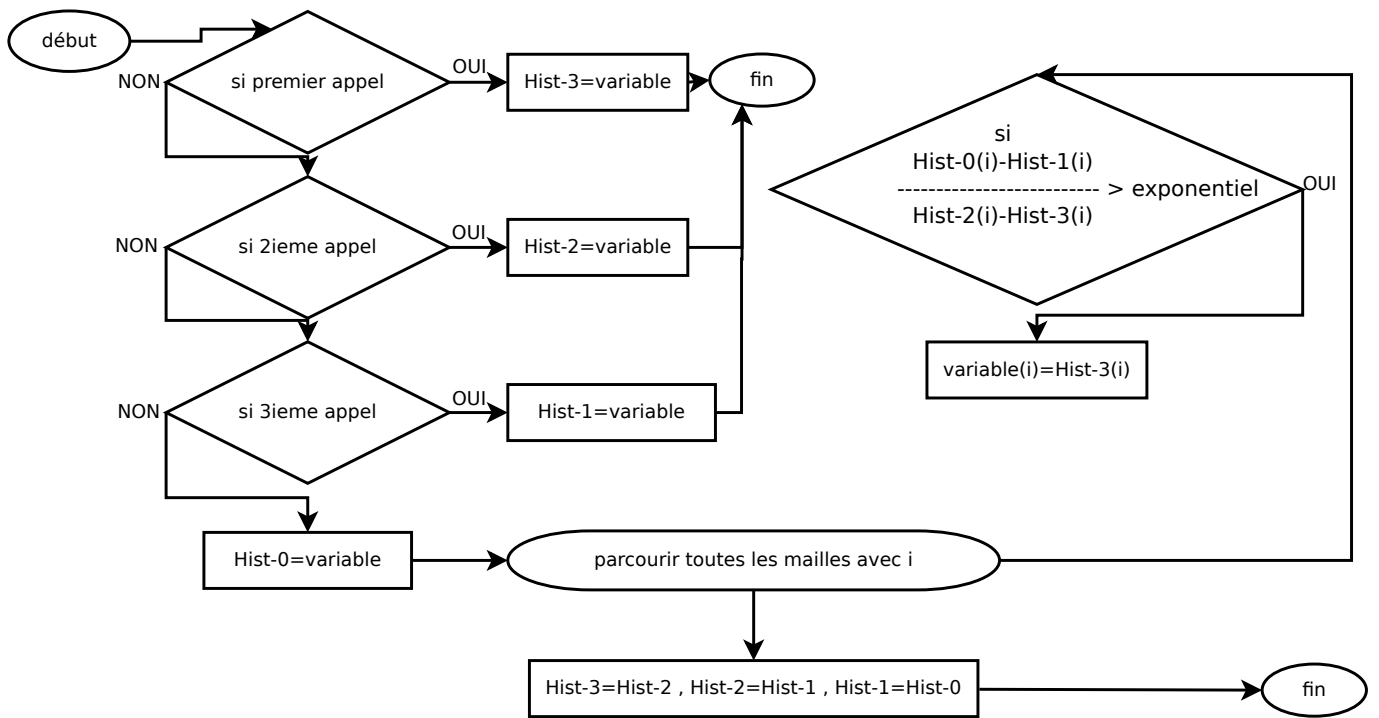 début
si premier appel
NON
OUI
Hist-3=variable
fin
si 2ieme appel
NON
OUI
Hist-2=variable
si 3ieme appel
NON
OUI
Hist-1=variable
Hist-0=variable
parcourir toutes les mailles avec i
si
Hist-0(i)-Hist-1(i)
-------------------------- > exponentiel
Hist-2(i)-Hist-3(i)
OUI
variable(i)=Hist-3(i)
Hist-3=Hist-2 , Hist-2=Hist-1 , Hist-1=Hist-0
fin